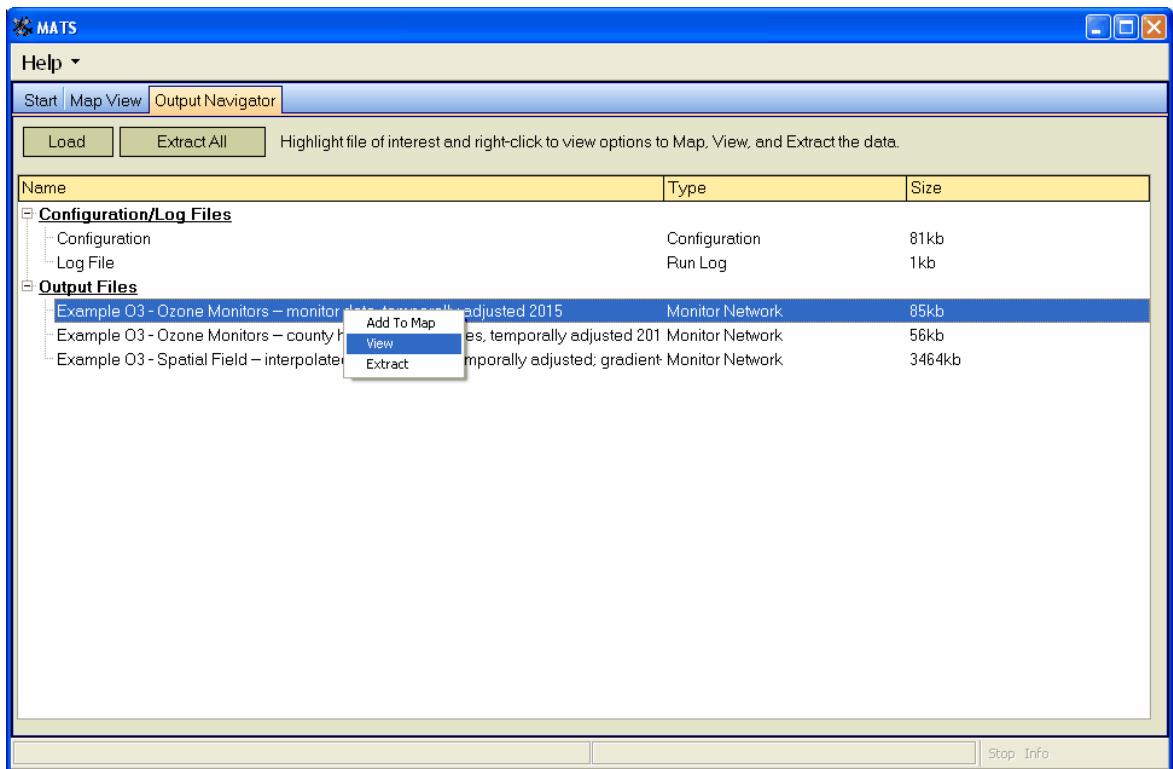 MATS
Help
Start Map View Output Navigator
Load Extract All Highlight file of interest and right-click to view options to Map, View, and Extract the data.
Name Type Size
Configuration/Log Files
Configuration Configuration 81kb
Log File Run Log 1kb
Output Files
Example O3 - Ozone Monitors – monitor data, temporally adjusted 2015 Monitor Network 85kb
Add To Map
Example O3 - Ozone Monitors – county h es, temporally adjusted 201 Monitor Network 56kb
View
Example O3 - Spatial Field – interpolate mporally adjusted; gradient- Monitor Network 3464kb
Extract
Stop Info